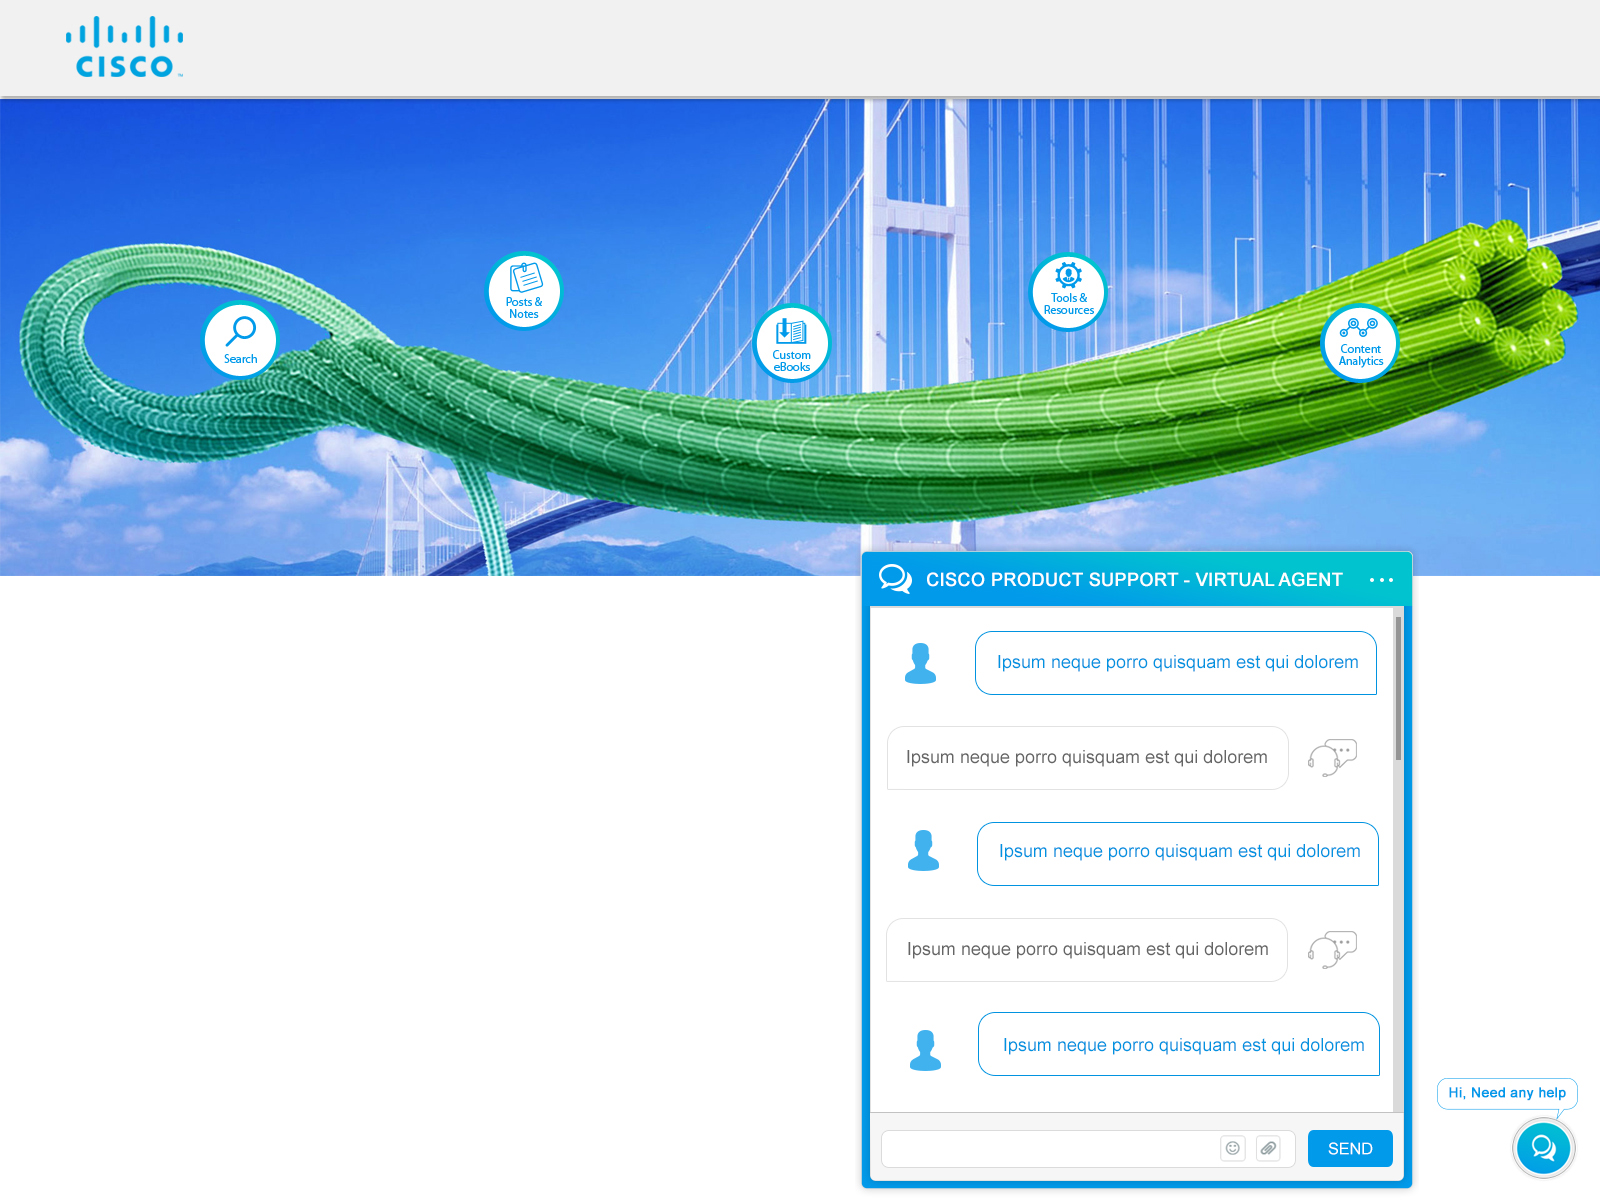 CISCO™
Search
Posts &
Notes
Custom
eBooks
Tools &
Resources
Content
Analytics
CISCO PRODUCT SUPPORT - VIRTUAL AGENT
Ipsum neque porro quisquam est qui dolorem
Ipsum neque porro quisquam est qui dolorem
Ipsum neque porro quisquam est qui dolorem
Ipsum neque porro quisquam est qui dolorem
Ipsum neque porro quisquam est qui dolorem
Hi, Need any help
SEND